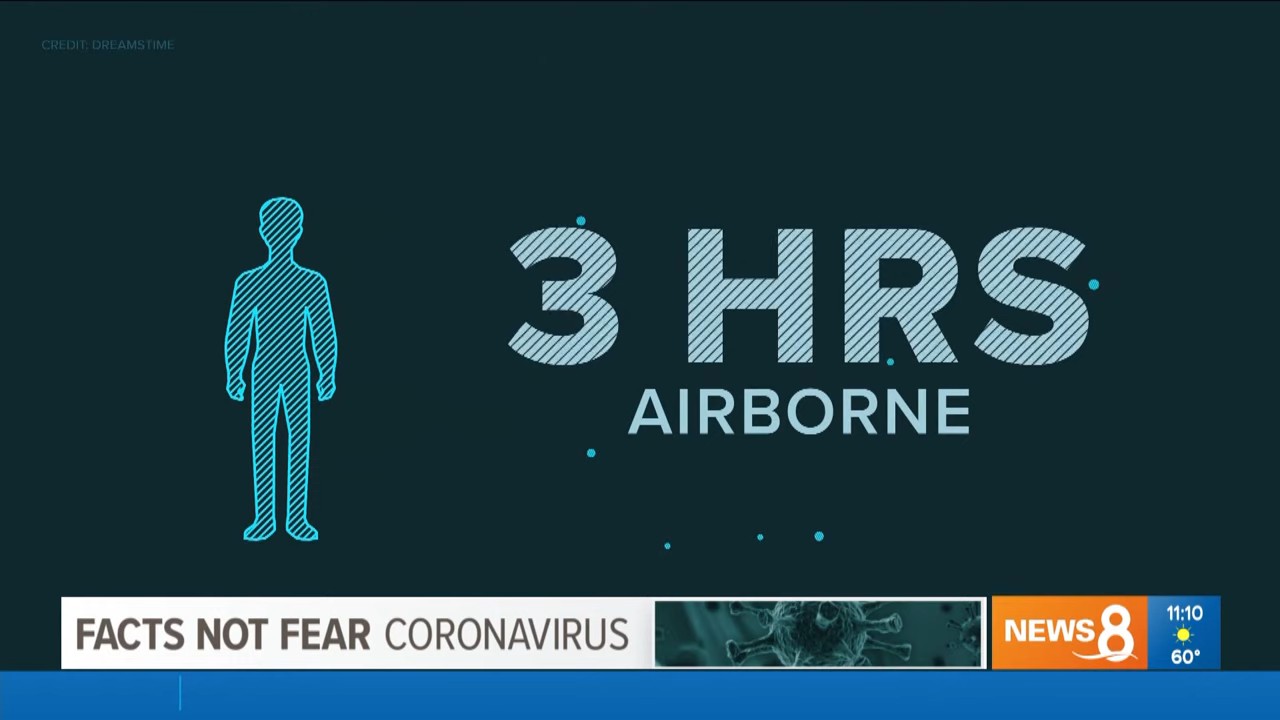 CREDIT: DREAMSTIME
3 HRS
AIRBORNE
FACTS NOT FEAR CORONAVIRUS
NEWS 8
11:10
60°